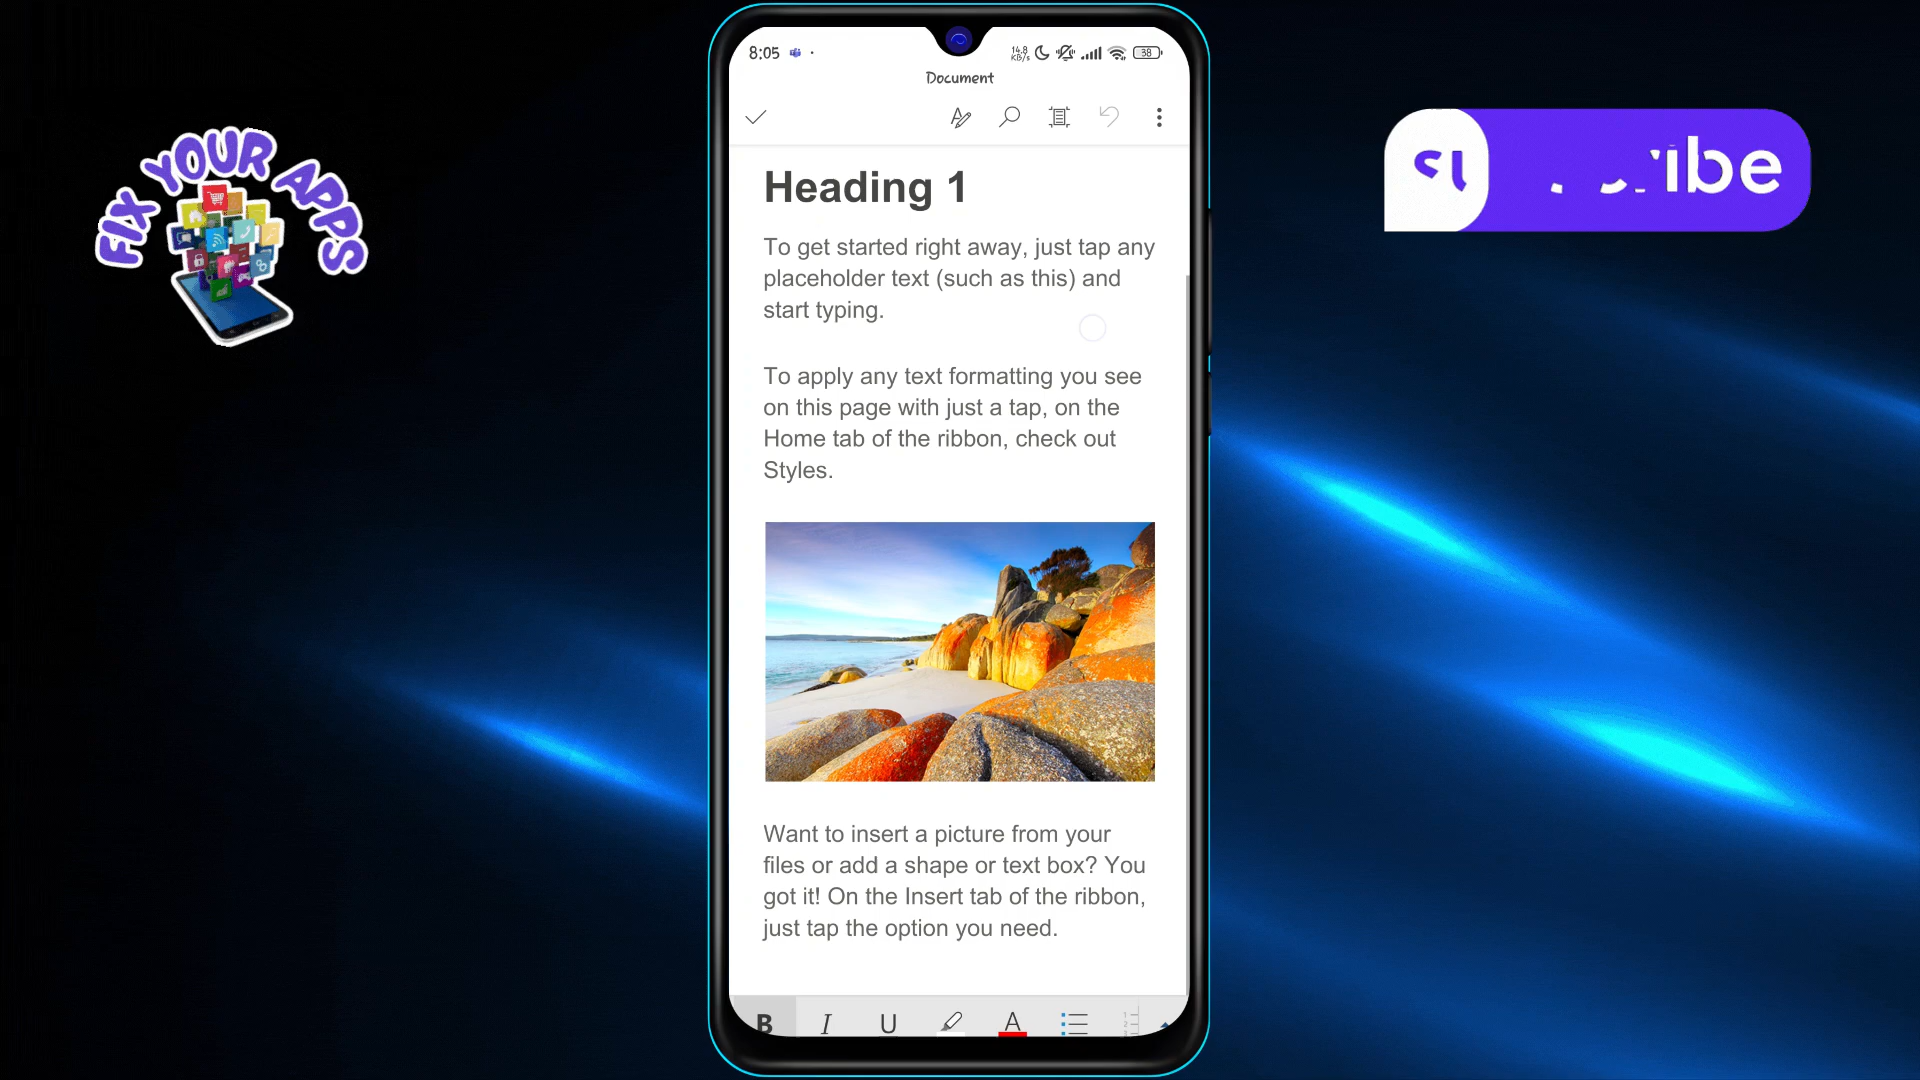 FIX YOUR APPS
8:05
14.8
KB/s
38
Document
Heading 1
To get started right away, just tap any
placeholder text (such as this) and
start typing.
To apply any text formatting you see
on this page with just a tap, on the
Home tab of the ribbon, check out
Styles.
Want to insert a picture from your
files or add a shape or text box? You
got it! On the Insert tab of the ribbon,
just tap the option you need.
B I U A